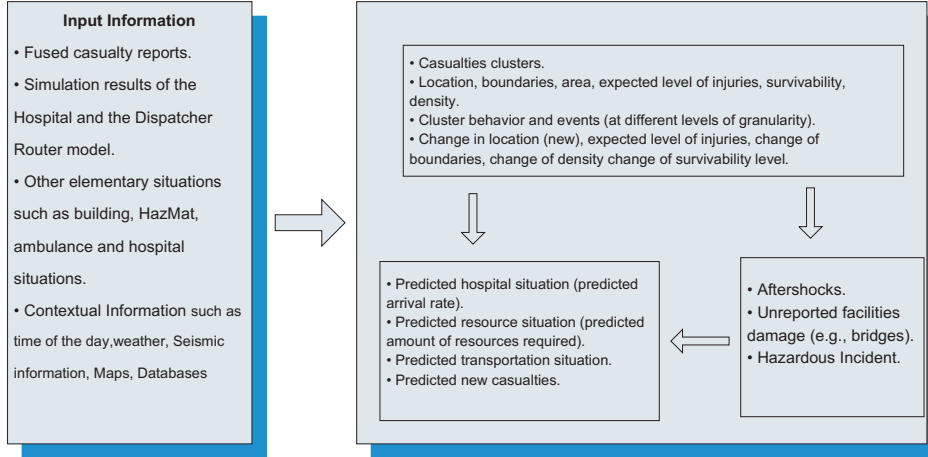 Input Information
• Fused casualty reports.
• Simulation results of the
Hospital and the Dispatcher
Router model.
• Other elementary situations
such as building, HazMat,
ambulance and hospital
situations.
• Contextual Information such as
time of the day,weather, Seismic
information, Maps, Databases
• Casualties clusters.
• Location, boundaries, area, expected level of injuries, survivability,
density.
• Cluster behavior and events (at different levels of granularity).
• Change in location (new), expected level of injuries, change of
boundaries, change of density change of survivability level.
• Predicted hospital situation (predicted
arrival rate).
• Predicted resource situation (predicted
amount of resources required).
• Predicted transportation situation.
• Predicted new casualties.
• Aftershocks.
• Unreported facilities
damage (e.g., bridges).
• Hazardous Incident.